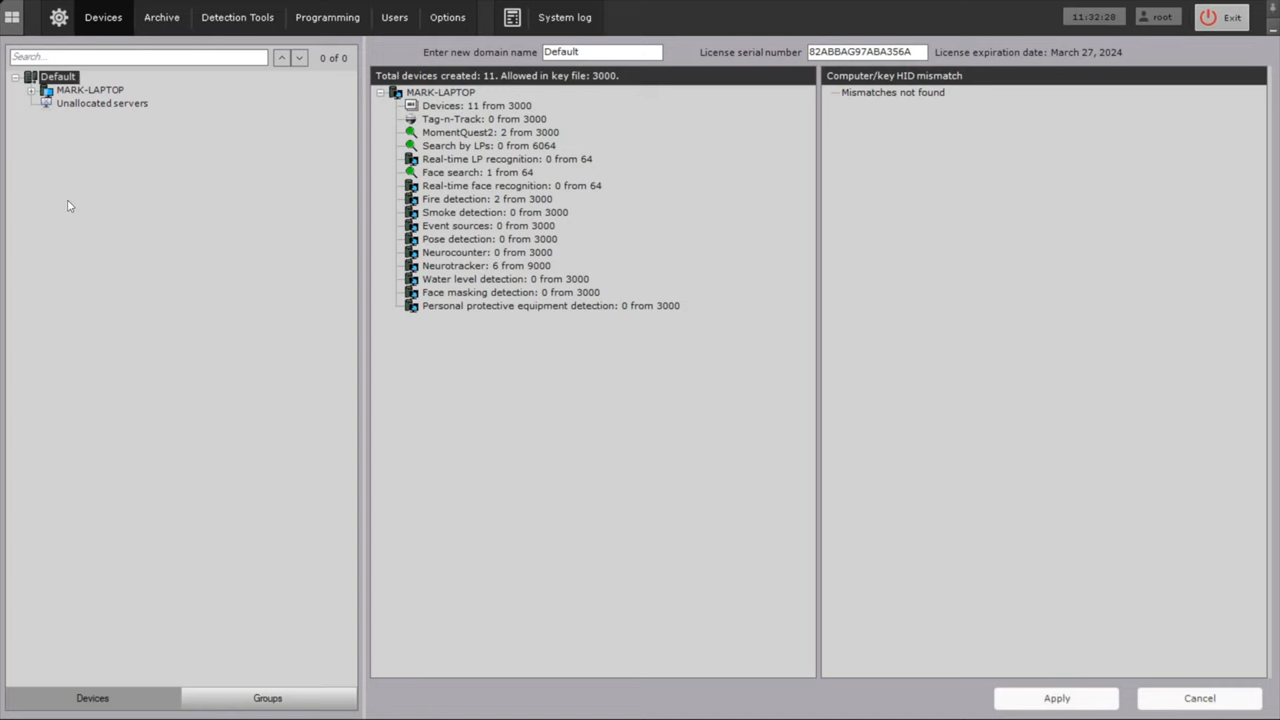 Devices Archive Detection Tools Programming Users Options System log 11:32:28 root Exit
Search... 0 of 0
Default
MARK-LAPTOP
Unallocated servers
Devices Groups
Enter new domain name Default License serial number 82ABBAG97ABA356A License expiration date: March 27, 2024
Total devices created: 11. Allowed in key file: 3000.
MARK-LAPTOP
Devices: 11 from 3000
Tag-n-Track: 0 from 3000
MomentQuest2: 2 from 3000
Search by LPs: 0 from 6064
Real-time LP recognition: 0 from 64
Face search: 1 from 64
Real-time face recognition: 0 from 64
Fire detection: 2 from 3000
Smoke detection: 0 from 3000
Event sources: 0 from 3000
Pose detection: 0 from 3000
Neurocounter: 0 from 3000
Neurotracker: 6 from 9000
Water level detection: 0 from 3000
Face masking detection: 0 from 3000
Personal protective equipment detection: 0 from 3000
Computer/key HID mismatch
Mismatches not found
Apply Cancel